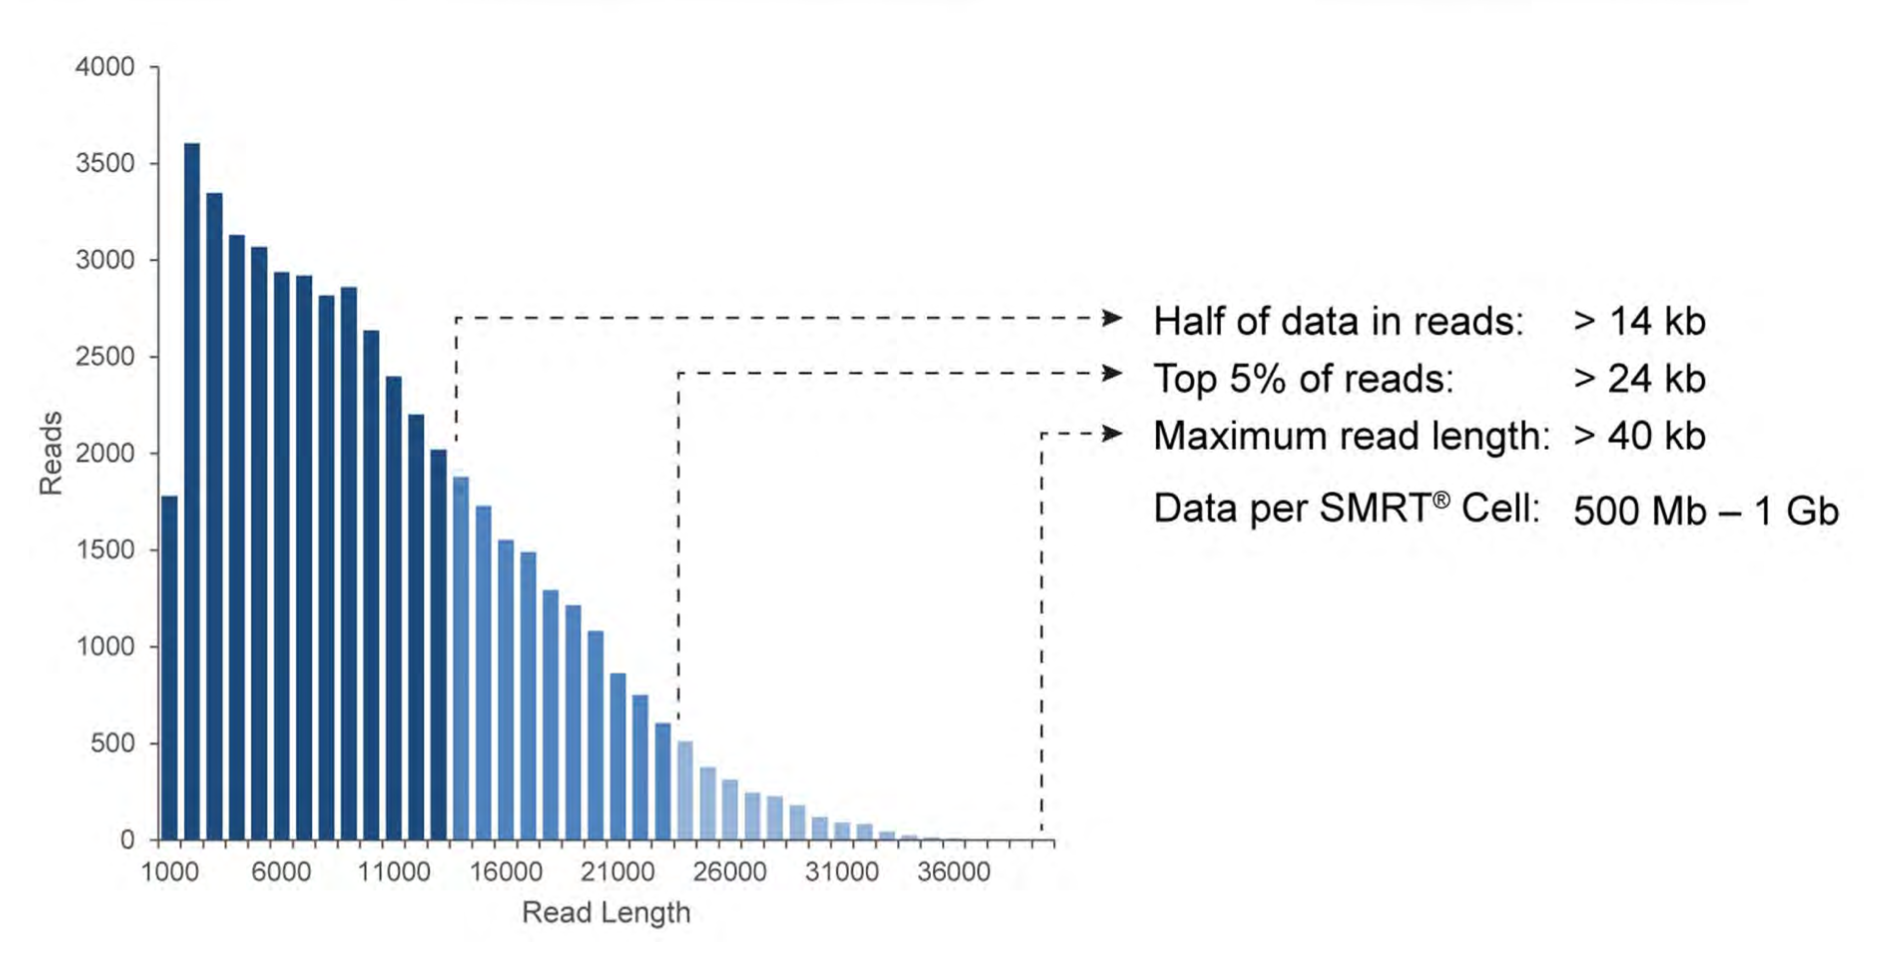 4000
3500
3000
2500
2000
1500
1000
500
0
Reads
1000 6000 11000 16000 21000 26000 31000 36000
Read Length
Half of data in reads: > 14 kb
Top 5% of reads: > 24 kb
Maximum read length: > 40 kb
Data per SMRT® Cell: 500 Mb – 1 Gb